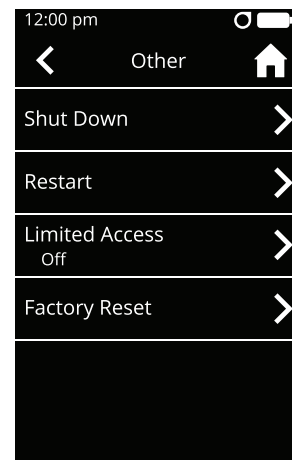 12:00 pm
Other
Shut Down
Restart
Limited Access
Off
Factory Reset